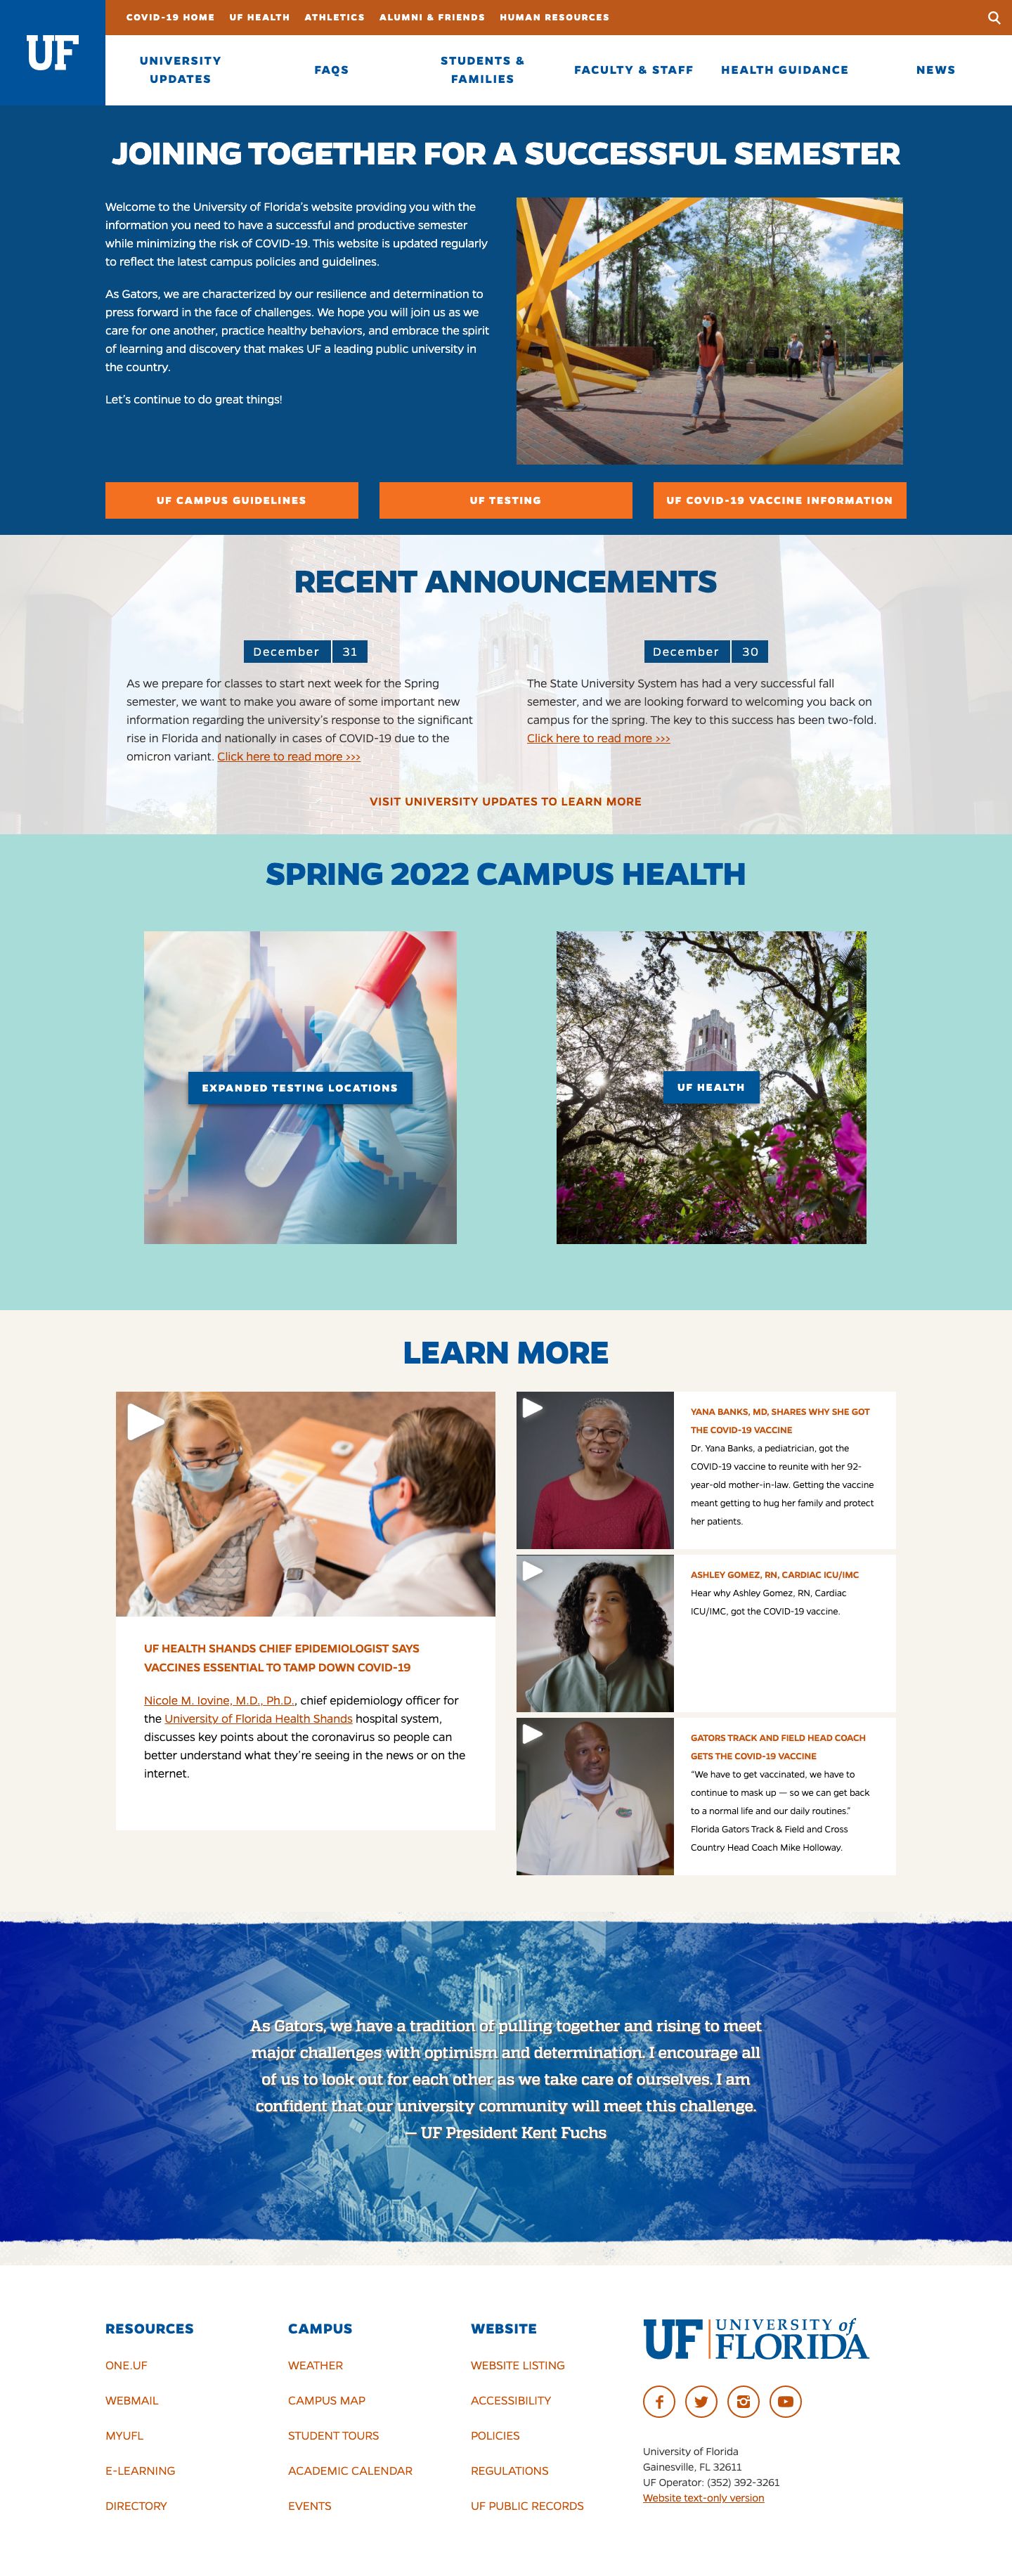 COVID-19 HOME UF HEALTH ATHLETICS ALUMNI & FRIENDS HUMAN RESOURCES
UF
UNIVERSITY
UPDATES
FAQS
STUDENTS &
FAMILIES
FACULTY & STAFF
HEALTH GUIDANCE
NEWS
JOINING TOGETHER FOR A SUCCESSFUL SEMESTER
Welcome to the University of Florida's website providing you with the
information you need to have a successful and productive semester
while minimizing the risk of COVID-19. This website is updated regularly
to reflect the latest campus policies and guidelines.
As Gators, we are characterized by our resilience and determination to
press forward in the face of challenges. We hope you will join us as we
care for one another, practice healthy behaviors, and embrace the spirit
of learning and discovery that makes UF a leading public university in
the country.
Let's continue to do great things!
UF CAMPUS GUIDELINES
UF TESTING
UF COVID-19 VACCINE INFORMATION
RECENT ANNOUNCEMENTS
December 31
As we prepare for classes to start next week for the Spring
semester, we want to make you aware of some important new
information regarding the university's response to the significant
rise in Florida and nationally in cases of COVID-19 due to the
omicron variant. Click here to read more >>>
December 30
The State University System has had a very successful fall
semester, and we are looking forward to welcoming you back on
campus for the spring. The key to this success has been two-fold.
Click here to read more >>>
VISIT UNIVERSITY UPDATES TO LEARN MORE
SPRING 2022 CAMPUS HEALTH
EXPANDED TESTING LOCATIONS
UF HEALTH
LEARN MORE
UF HEALTH SHANDS CHIEF EPIDEMIOLOGIST SAYS
VACCINES ESSENTIAL TO TAMP DOWN COVID-19
Nicole M. Iovine, M.D., Ph.D., chief epidemiology officer for
the University of Florida Health Shands hospital system,
discusses key points about the coronavirus so people can
better understand what they're seeing in the news or on the
internet.
YANA BANKS, MD, SHARES WHY SHE GOT
THE COVID-19 VACCINE
Dr. Yana Banks, a pediatrician, got the
COVID-19 vaccine to reunite with her 92-
year-old mother-in-law. Getting the vaccine
meant getting to hug her family and protect
her patients.
ASHLEY GOMEZ, RN, CARDIAC ICU/IMC
Hear why Ashley Gomez, RN, Cardiac
ICU/IMC, got the COVID-19 vaccine.
GATORS TRACK AND FIELD HEAD COACH
GETS THE COVID-19 VACCINE
"We have to get vaccinated, we have to
continue to mask up — so we can get back
to a normal life and our daily routines."
Florida Gators Track & Field and Cross
Country Head Coach Mike Holloway.
As Gators, we have a tradition of pulling together and rising to meet
major challenges with optimism and determination. I encourage all
of us to look out for each other as we take care of ourselves. I am
confident that our university community will meet this challenge.
— UF President Kent Fuchs
RESOURCES
ONE.UF
WEBMAIL
MYUFL
E-LEARNING
DIRECTORY
CAMPUS
WEATHER
CAMPUS MAP
STUDENT TOURS
ACADEMIC CALENDAR
EVENTS
WEBSITE
WEBSITE LISTING
ACCESSIBILITY
POLICIES
REGULATIONS
UF PUBLIC RECORDS
UF UNIVERSITY of
FLORIDA
University of Florida
Gainesville, FL 32611
UF Operator: (352) 392-3261
Website text-only version